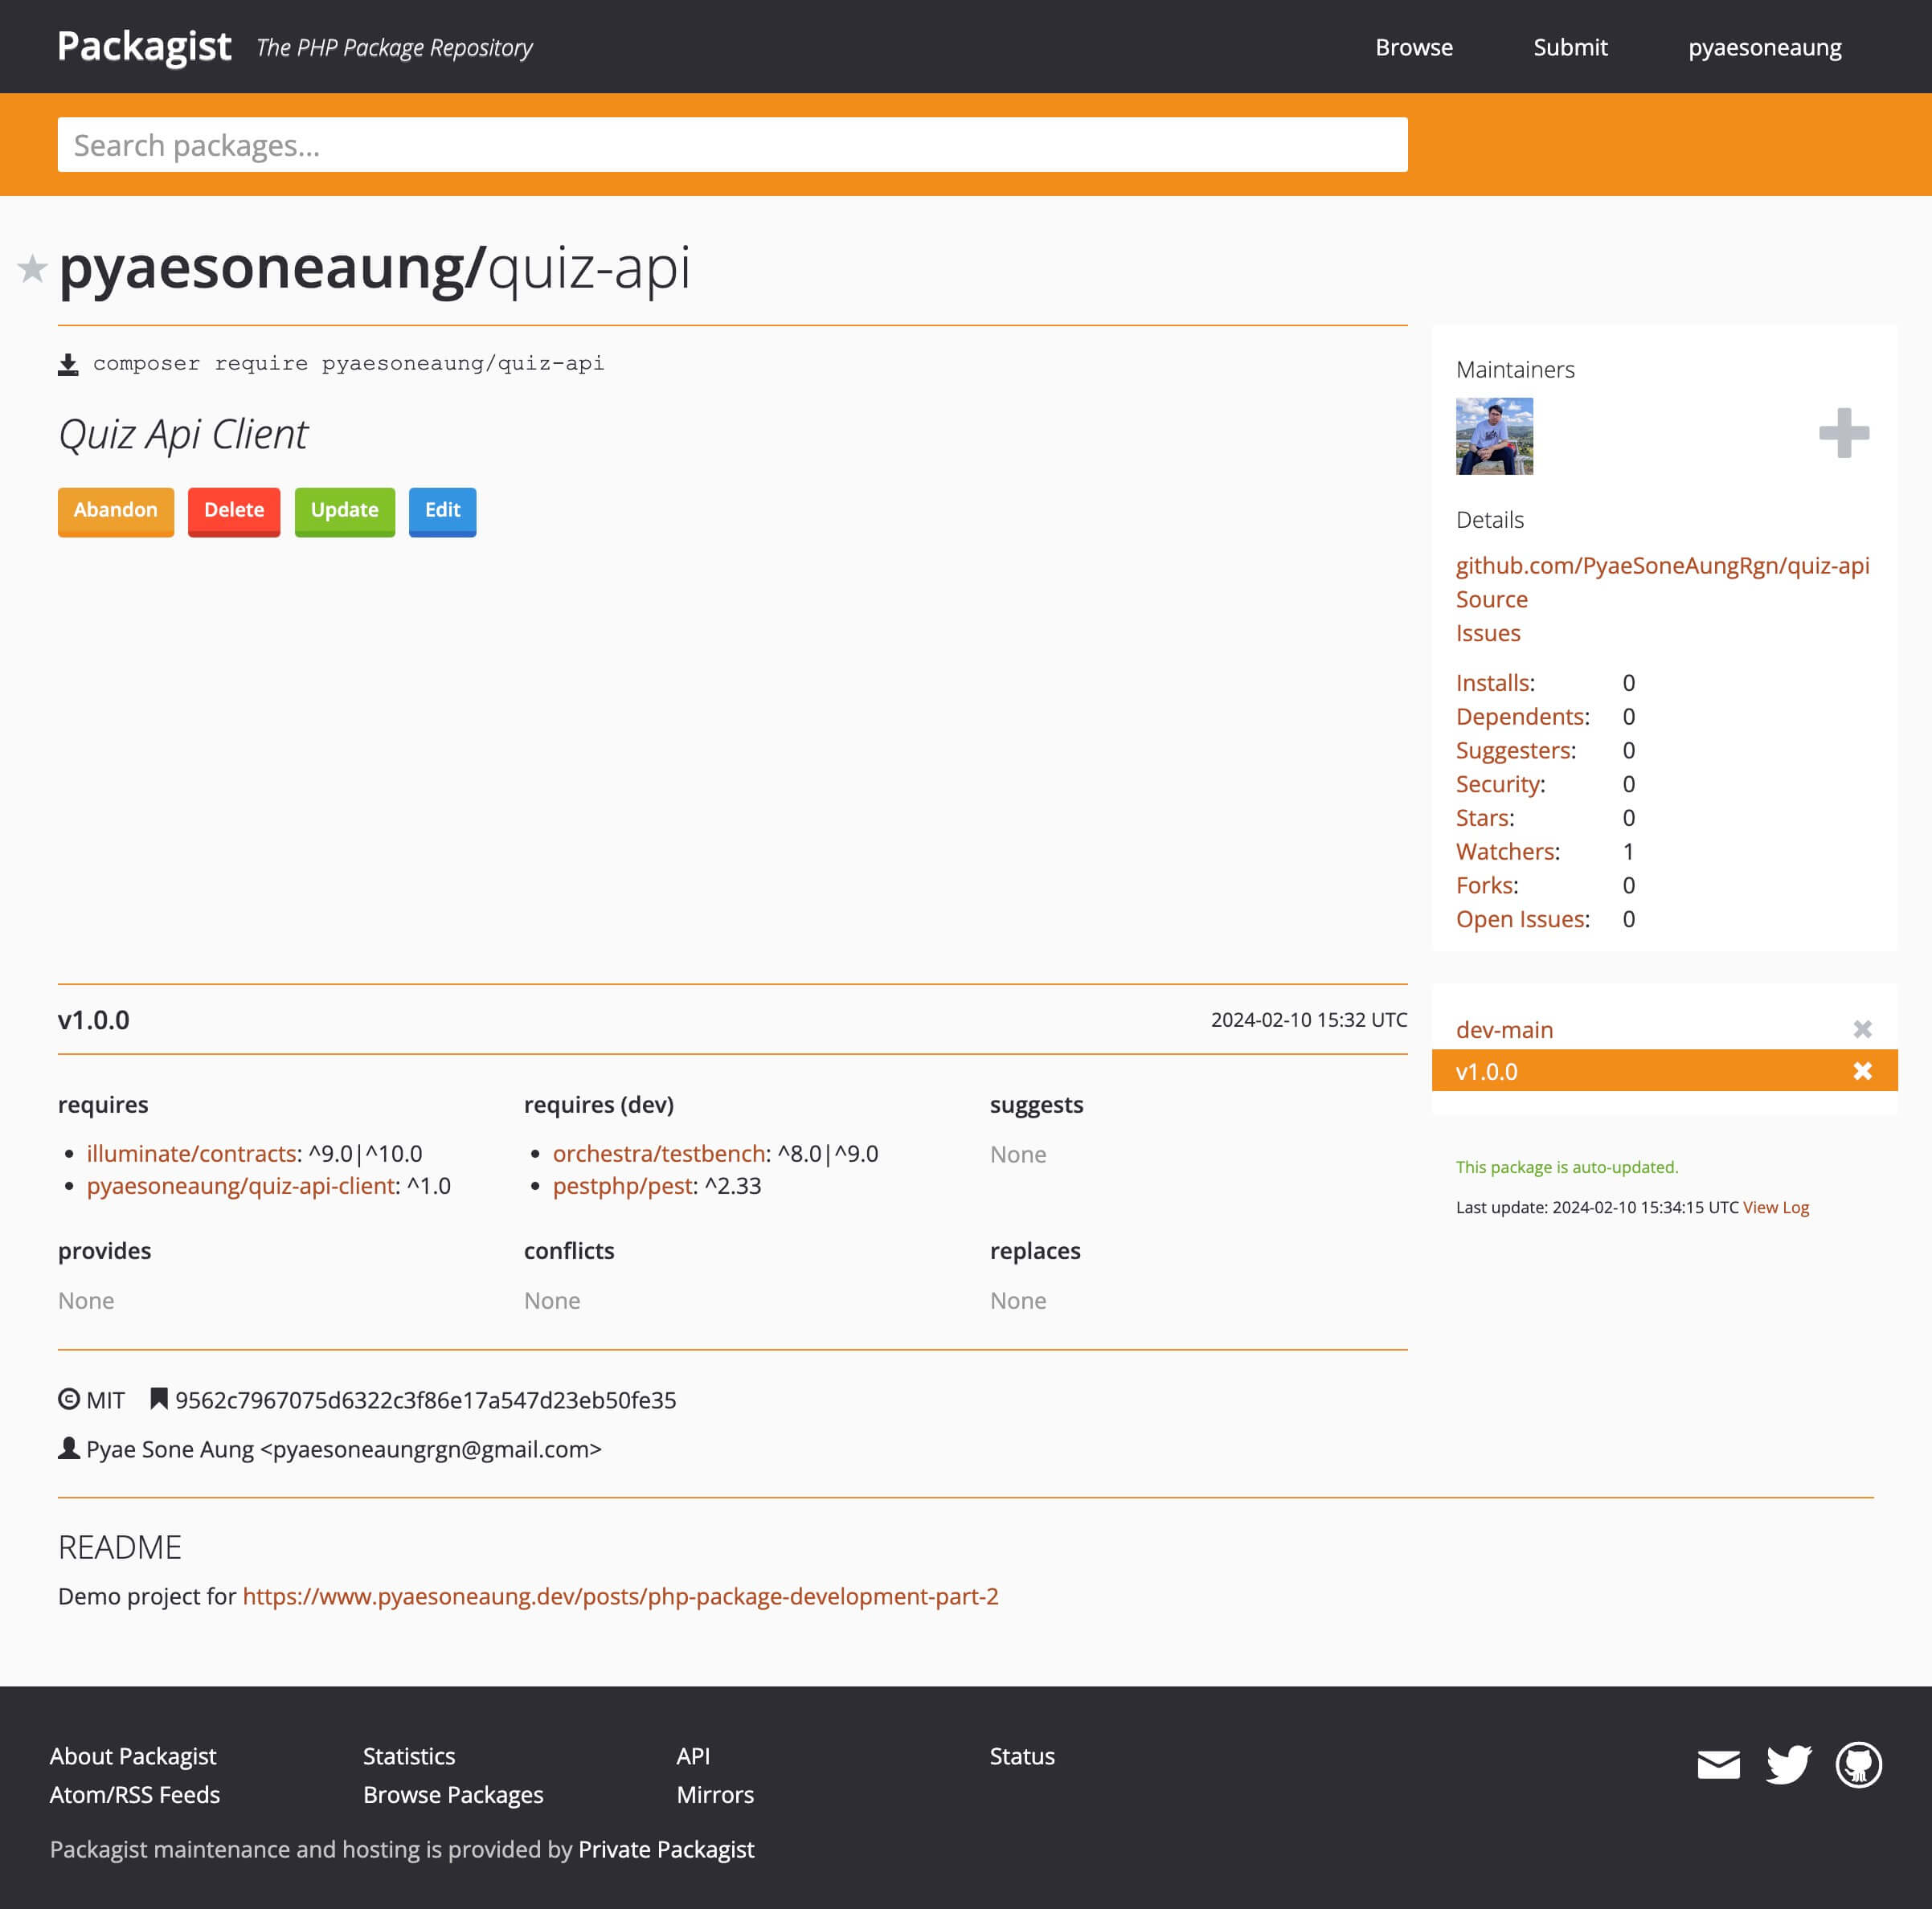 Packagist The PHP Package Repository
Browse Submit pyaesoneaung
Search packages...
pyaesoneaung/quiz-api
composer require pyaesoneaung/quiz-api
Quiz Api Client
Abandon Delete Update Edit
Maintainers
Details
github.com/PyaeSoneAungRgn/quiz-api
Source
Issues
Installs: 0
Dependents: 0
Suggesters: 0
Security: 0
Stars: 0
Watchers: 1
Forks: 0
Open Issues: 0
v1.0.0 2024-02-10 15:32 UTC
requires
illuminate/contracts: ^9.0|^10.0
pyaesoneaung/quiz-api-client: ^1.0
requires (dev)
orchestra/testbench: ^8.0|^9.0
pestphp/pest: ^2.33
suggests
None
provides
None
conflicts
None
replaces
None
MIT 9562c7967075d6322c3f86e17a547d23eb50fe35
Pyae Sone Aung <pyaesoneaungrgn@gmail.com>
dev-main
v1.0.0
This package is auto-updated.
Last update: 2024-02-10 15:34:15 UTC View Log
README
Demo project for https://www.pyaesoneaung.dev/posts/php-package-development-part-2
About Packagist
Atom/RSS Feeds
Statistics
Browse Packages
API
Mirrors
Status
Packagist maintenance and hosting is provided by Private Packagist